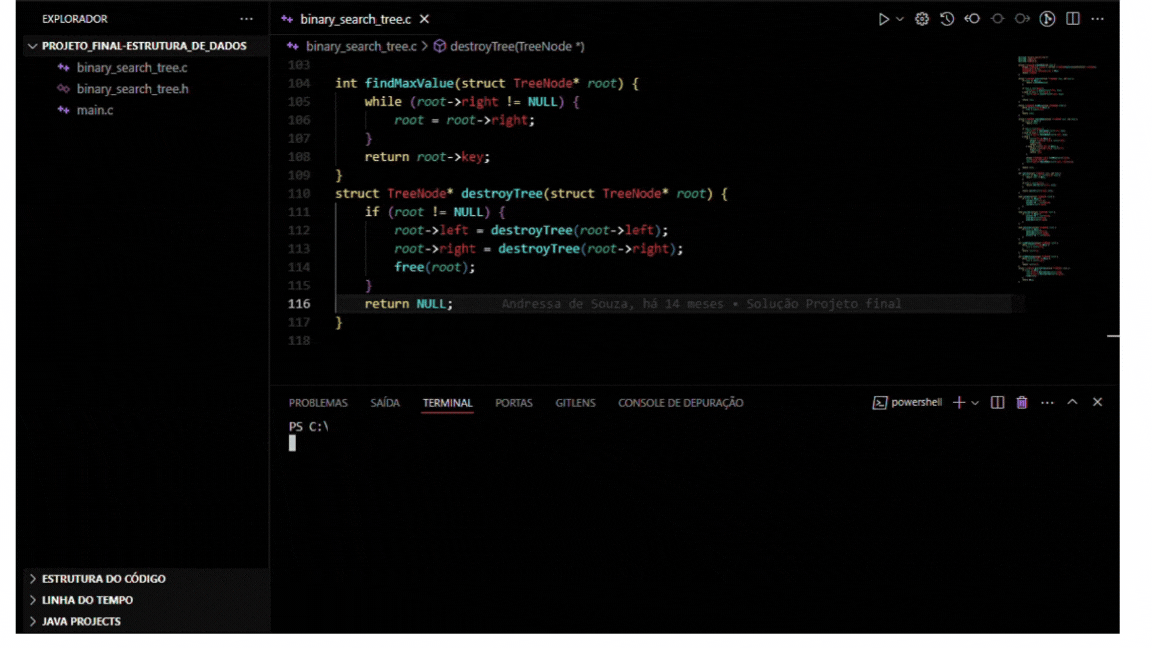 EXPLORADOR ...
binary_search_tree.c
PROJETO_FINAL-ESTRUTURA_DE_DADOS
binary_search_tree.c > destroyTree(TreeNode *)
binary_search_tree.c
binary_search_tree.h
main.c
103
104 int findMaxValue(struct TreeNode* root) {
105 while (root->right != NULL) {
106 root = root->right;
107 }
108 return root->key;
109 }
110 struct TreeNode* destroyTree(struct TreeNode* root) {
111 if (root != NULL) {
112 root->left = destroyTree(root->left);
113 root->right = destroyTree(root->right);
114 free(root);
115 }
116 return NULL; Andressa de Souza, há 14 meses • Solução Projeto final
117 }
118
PROBLEMAS SAÍDA TERMINAL PORTAS GITLENS CONSOLE DE DEPURAÇÃO powershell
PS C:\
ESTRUTURA DO CÓDIGO
LINHA DO TEMPO
JAVA PROJECTS